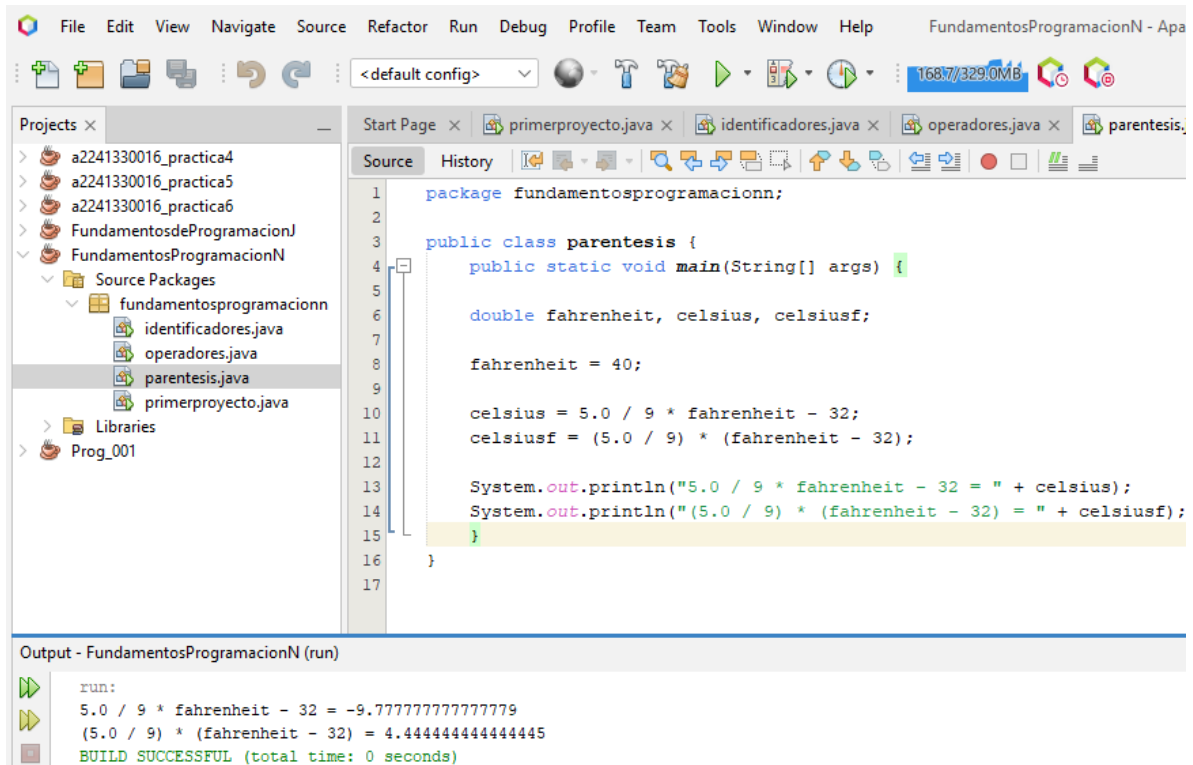 File Edit View Navigate Source Refactor Run Debug Profile Team Tools Window Help FundamentosProgramacionN - Apa
<default config> 168.7/329.0MB
Projects
a2241330016_practica4
a2241330016_practica5
a2241330016_practica6
FundamentosdeProgramacionJ
FundamentosProgramacionN
Source Packages
fundamentosprogramacionn
identificadores.java
operadores.java
parentesis.java
primerproyecto.java
Libraries
Prog_001
Start Page primerproyecto.java identificadores.java operadores.java parentesis.
Source History
1 package fundamentosprogramacionn;
2
3 public class parentesis {
4 public static void main(String[] args) {
5
6 double fahrenheit, celsius, celsiusf;
7
8 fahrenheit = 40;
9
10 celsius = 5.0 / 9 * fahrenheit - 32;
11 celsiusf = (5.0 / 9) * (fahrenheit - 32);
12
13 System.out.println("5.0 / 9 * fahrenheit - 32 = " + celsius);
14 System.out.println("(5.0 / 9) * (fahrenheit - 32) = " + celsiusf);
15 }
16 }
17
Output - FundamentosProgramacionN (run)
run:
5.0 / 9 * fahrenheit - 32 = -9.777777777777779
(5.0 / 9) * (fahrenheit - 32) = 4.444444444444445
BUILD SUCCESSFUL (total time: 0 seconds)